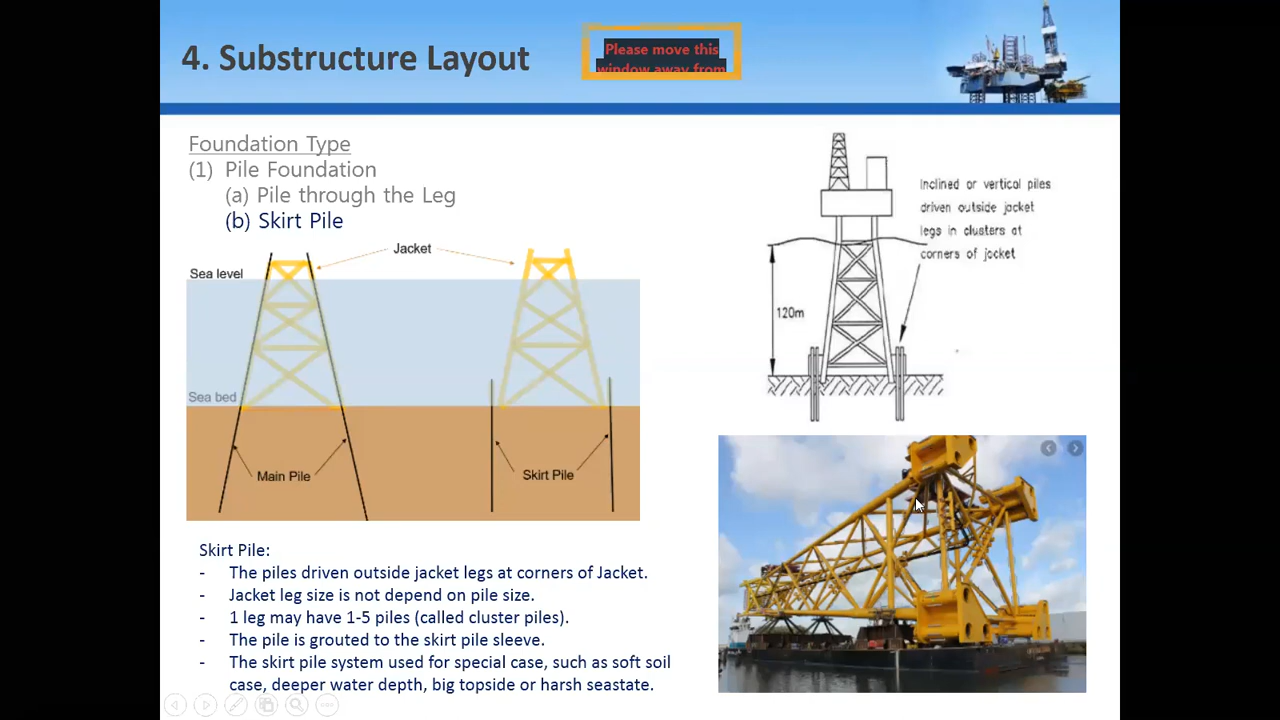 4. Substructure Layout
Please move this
window away from
Foundation Type
(1) Pile Foundation
(a) Pile through the Leg
(b) Skirt Pile
Jacket
Sea level
Sea bed
Main Pile
Skirt Pile
Inclined or vertical piles
driven outside jacket
legs in clusters at
corners of jacket
120m
Skirt Pile:
- The piles driven outside jacket legs at corners of Jacket.
- Jacket leg size is not depend on pile size.
- 1 leg may have 1-5 piles (called cluster piles).
- The pile is grouted to the skirt pile sleeve.
- The skirt pile system used for special case, such as soft soil
case, deeper water depth, big topside or harsh seastate.